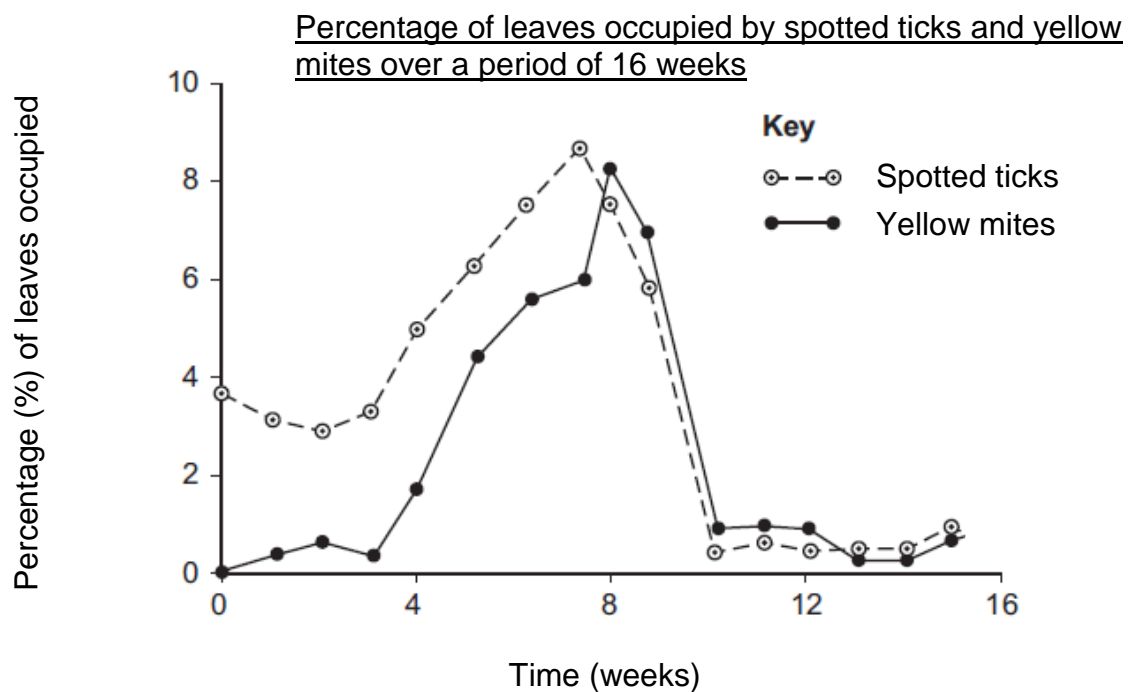 Percentage of leaves occupied by spotted ticks and yellow
mites over a period of 16 weeks
Percentage (%) of leaves occupied
10
8
6
4
2
0
Key
Spotted ticks
Yellow mites
0 4 8 12 16
Time (weeks)